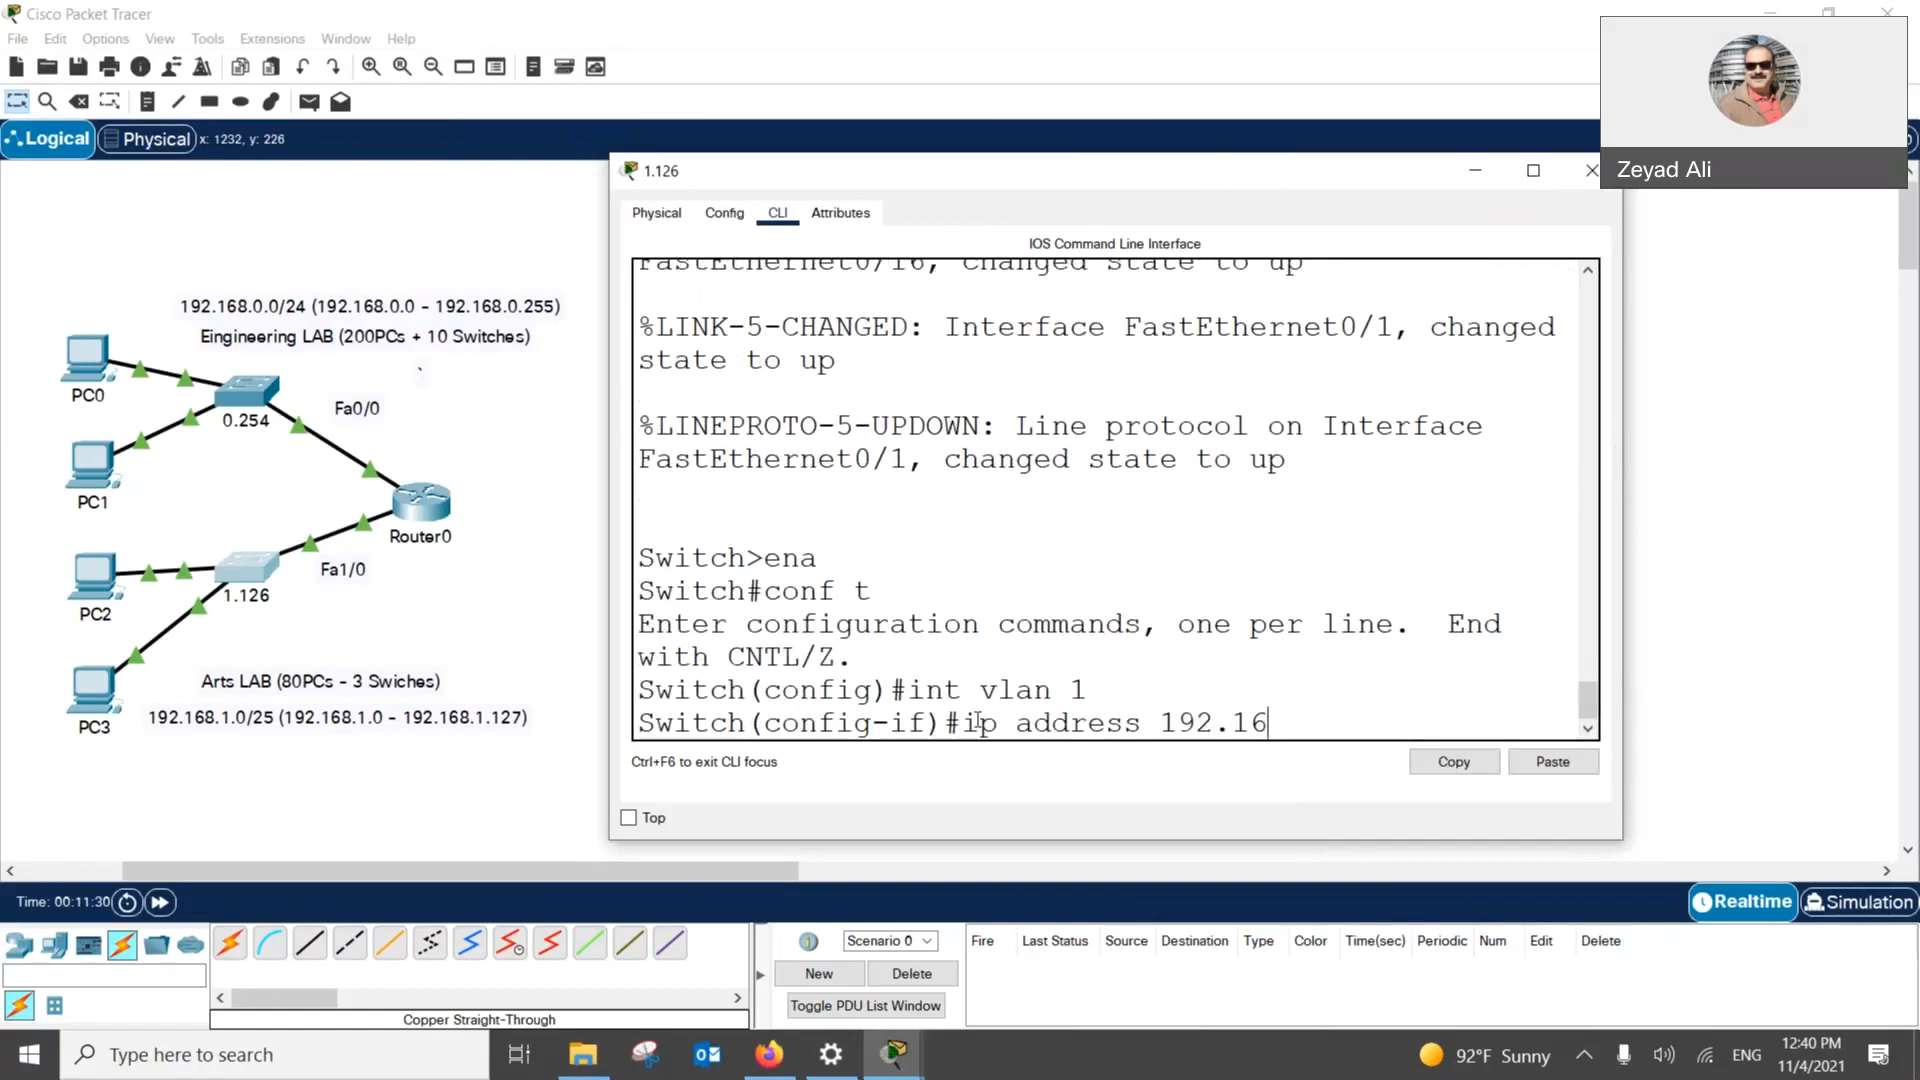 Cisco Packet Tracer
File Edit Options View Tools Extensions Window Help
Logical Physical x: 1232, y: 226
Zeyad Ali
1.126
Physical Config CLI Attributes
IOS Command Line Interface
FastEthernet0/16, changed state to up
%LINK-5-CHANGED: Interface FastEthernet0/1, changed
state to up
%LINEPROTO-5-UPDOWN: Line protocol on Interface
FastEthernet0/1, changed state to up
Switch>ena
Switch#conf t
Enter configuration commands, one per line. End
with CNTL/Z.
Switch(config)#int vlan 1
Switch(config-if)#ip address 192.16
Ctrl+F6 to exit CLI focus
Copy Paste
Top
192.168.0.0/24 (192.168.0.0 - 192.168.0.255)
Eingineering LAB (200PCs + 10 Switches)
`
PC0
0.254
Fa0/0
PC1
Router0
Fa1/0
1.126
PC2
Arts LAB (80PCs - 3 Swiches)
192.168.1.0/25 (192.168.1.0 - 192.168.1.127)
PC3
Time: 00:11:30
Realtime Simulation
Scenario 0
New Delete
Toggle PDU List Window
Fire Last Status Source Destination Type Color Time(sec) Periodic Num Edit Delete
Copper Straight-Through
Type here to search
92°F Sunny
ENG
12:40 PM
11/4/2021